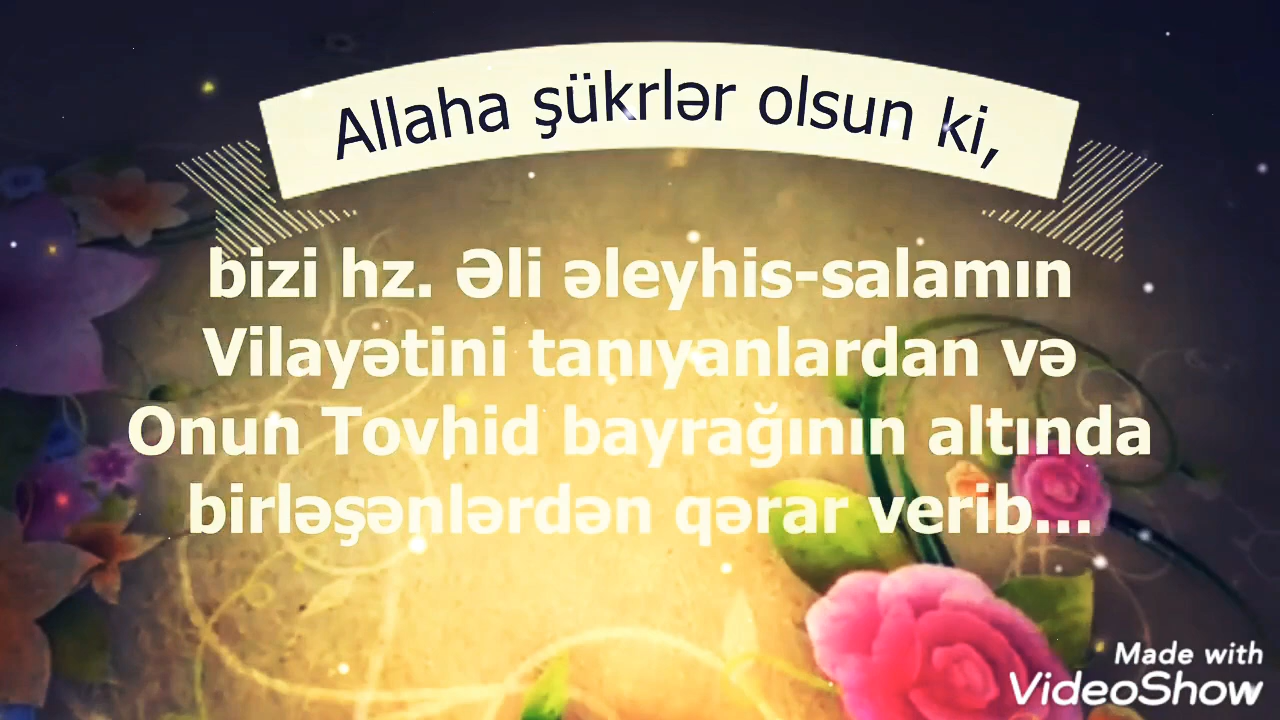 Allaha şükrlər olsun ki,
bizi hz. Əli əleyhis-salamın
Vilayətini tanıyanlardan və
Onun Tovhid bayrağının altında
birləşənlərdən qərar verib...
Made with
VideoShow